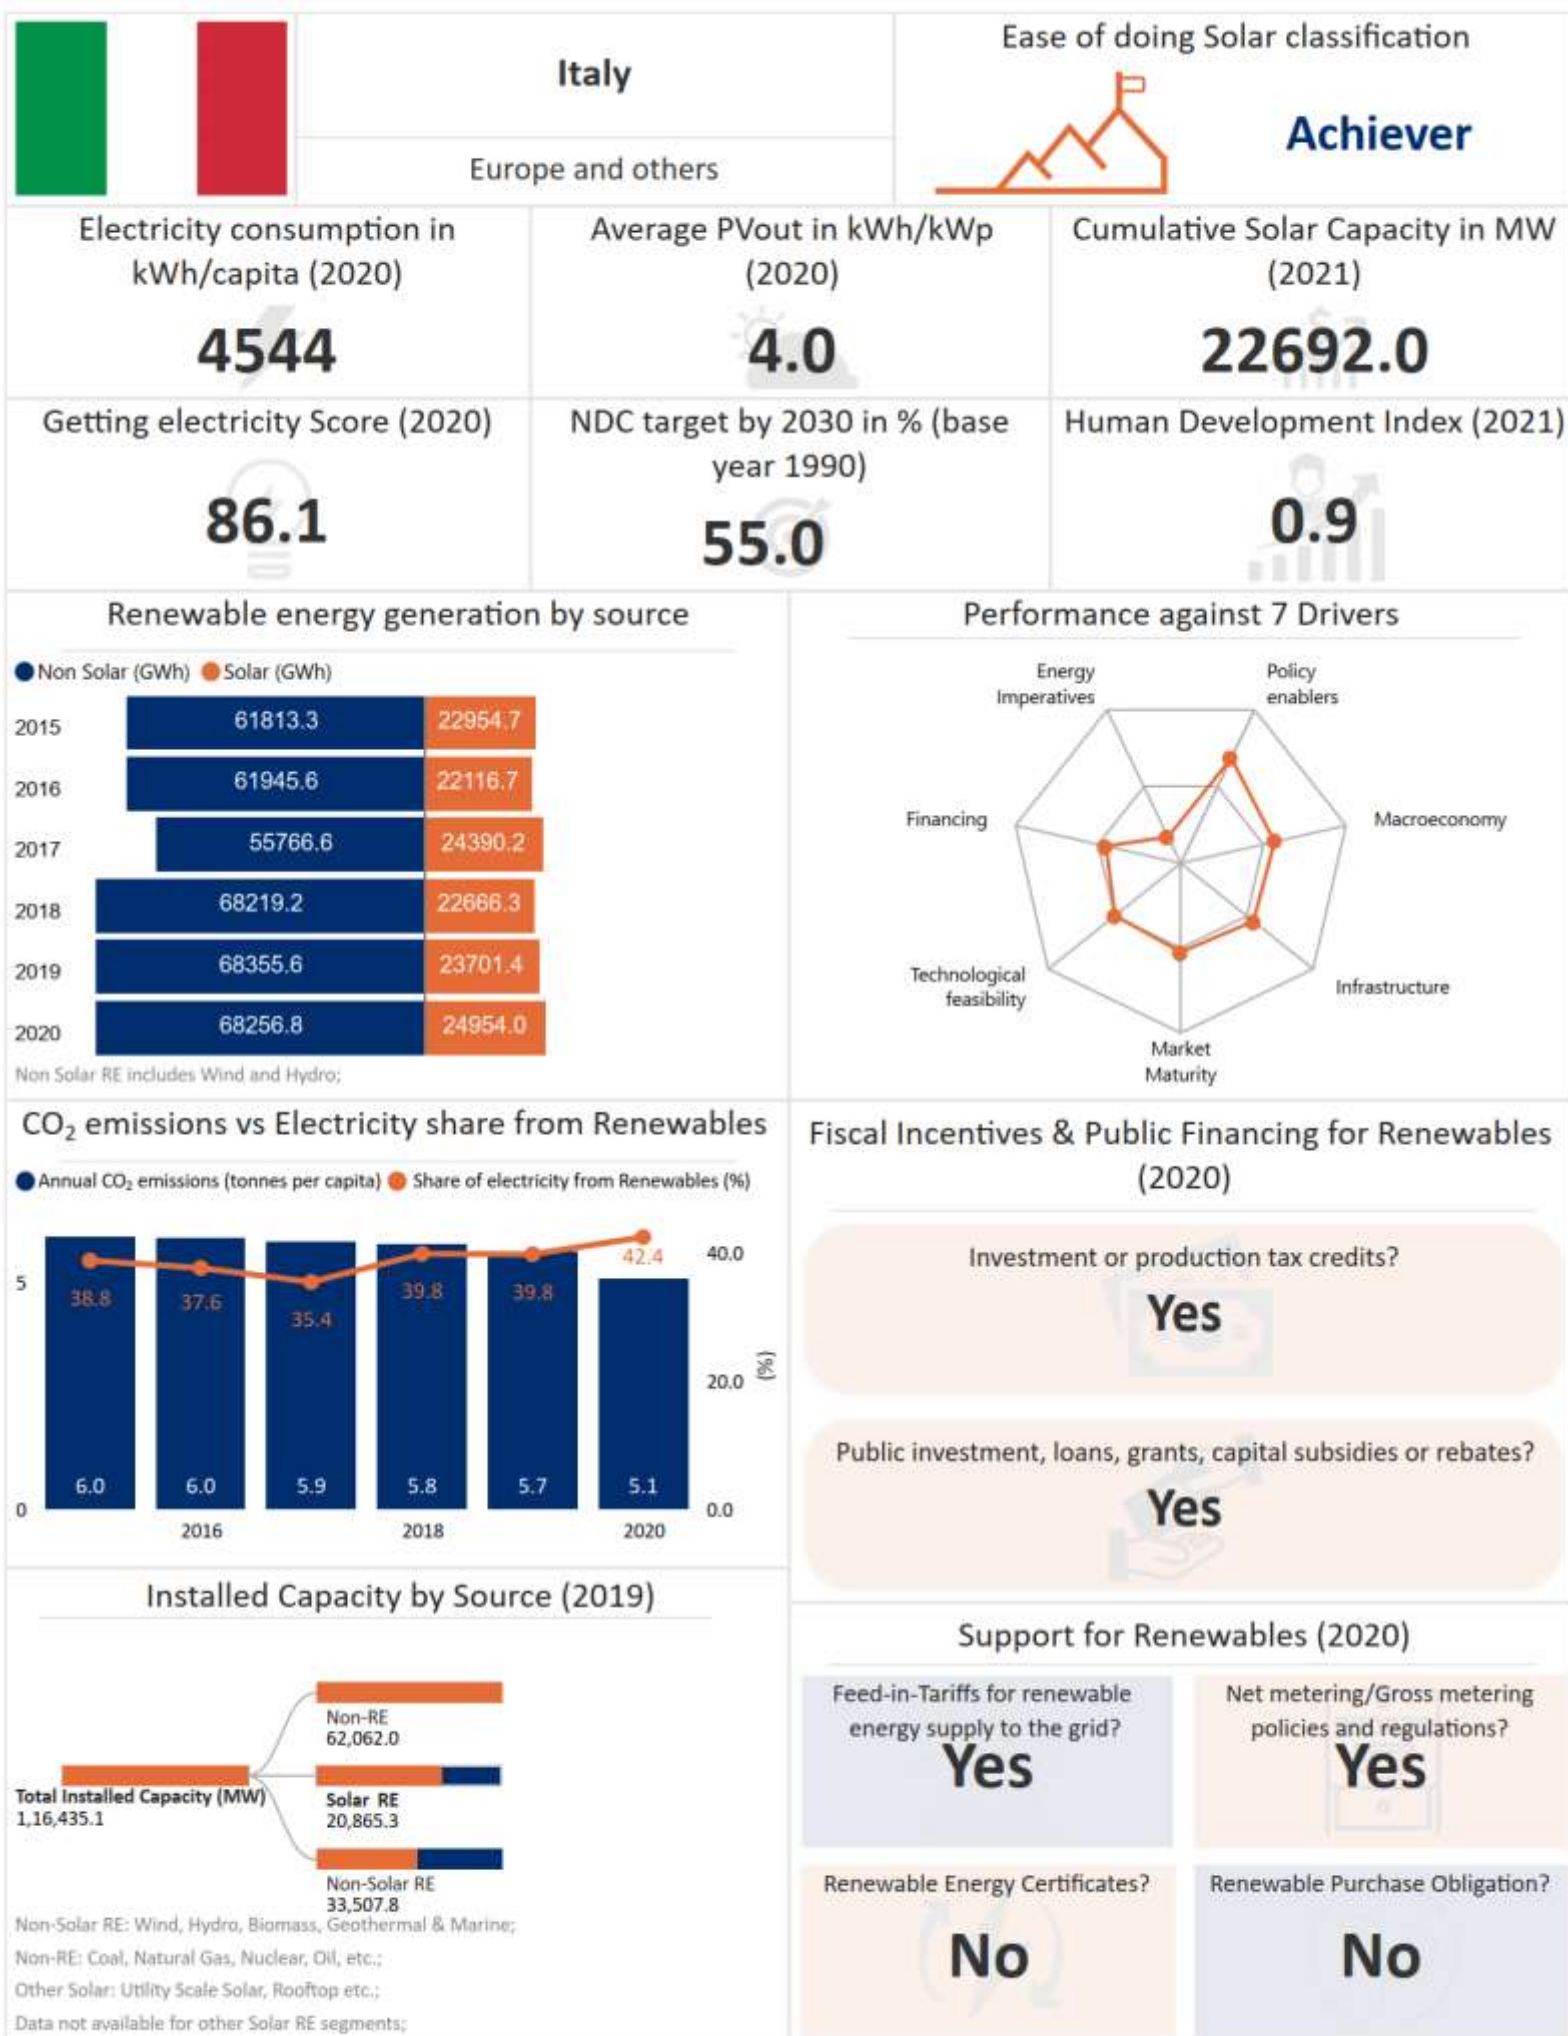 Italy
Europe and others
Ease of doing Solar classification
Achiever
Electricity consumption in
kWh/capita (2020)
4544
Average PVout in kWh/kWp
(2020)
4.0
Cumulative Solar Capacity in MW
(2021)
22692.0
Getting electricity Score (2020)
86.1
NDC target by 2030 in % (base
year 1990)
55.0
Human Development Index (2021)
0.9
Renewable energy generation by source
Non Solar (GWh) Solar (GWh)
2015 61813.3 22954.7
2016 61945.6 22116.7
2017 55766.6 24390.2
2018 68219.2 22666.3
2019 68355.6 23701.4
2020 68256.8 24954.0
Non Solar RE includes Wind and Hydro;
Performance against 7 Drivers
Energy
Imperatives
Policy
enablers
Financing
Macroeconomy
Technological
feasibility
Infrastructure
Market
Maturity
CO₂ emissions vs Electricity share from Renewables
Annual CO₂ emissions (tonnes per capita) Share of electricity from Renewables (%)
42.4 40.0
5
38.8 37.6 35.4 39.8 39.8
20.0 (%)
6.0 6.0 5.9 5.8 5.7 5.1
0 0.0
2016 2018 2020
Fiscal Incentives & Public Financing for Renewables
(2020)
Investment or production tax credits?
Yes
Public investment, loans, grants, capital subsidies or rebates?
Yes
Installed Capacity by Source (2019)
Non-RE
62,062.0
Total Installed Capacity (MW)
1,16,435.1
Solar RE
20,865.3
Non-Solar RE
33,507.8
Non-Solar RE: Wind, Hydro, Biomass, Geothermal & Marine;
Non-RE: Coal, Natural Gas, Nuclear, Oil, etc.;
Other Solar: Utility Scale Solar, Rooftop etc.;
Data not available for other Solar RE segments;
Support for Renewables (2020)
Feed-in-Tariffs for renewable
energy supply to the grid?
Yes
Net metering/Gross metering
policies and regulations?
Yes
Renewable Energy Certificates?
No
Renewable Purchase Obligation?
No